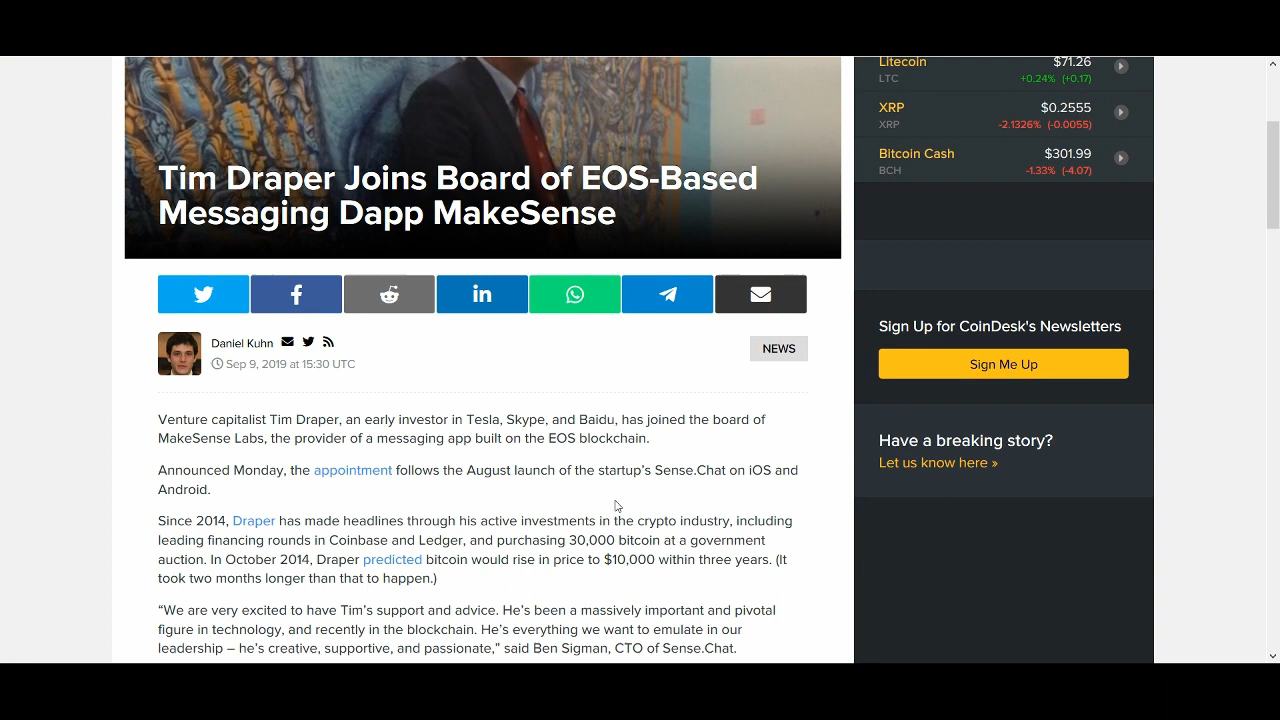 Tim Draper Joins Board of EOS-Based
Messaging Dapp MakeSense
Daniel Kuhn
Sep 9, 2019 at 15:30 UTC
NEWS
Venture capitalist Tim Draper, an early investor in Tesla, Skype, and Baidu, has joined the board of
MakeSense Labs, the provider of a messaging app built on the EOS blockchain.
Announced Monday, the appointment follows the August launch of the startup’s Sense.Chat on iOS and
Android.
Since 2014, Draper has made headlines through his active investments in the crypto industry, including
leading financing rounds in Coinbase and Ledger, and purchasing 30,000 bitcoin at a government
auction. In October 2014, Draper predicted bitcoin would rise in price to $10,000 within three years. (It
took two months longer than that to happen.)
“We are very excited to have Tim’s support and advice. He’s been a massively important and pivotal
figure in technology, and recently in the blockchain. He’s everything we want to emulate in our
leadership – he’s creative, supportive, and passionate,” said Ben Sigman, CTO of Sense.Chat.
Litecoin $71.26
LTC +0.24% (+0.17)
XRP $0.2555
XRP -2.1326% (-0.0055)
Bitcoin Cash $301.99
BCH -1.33% (-4.07)
Sign Up for CoinDesk's Newsletters
Sign Me Up
Have a breaking story?
Let us know here »